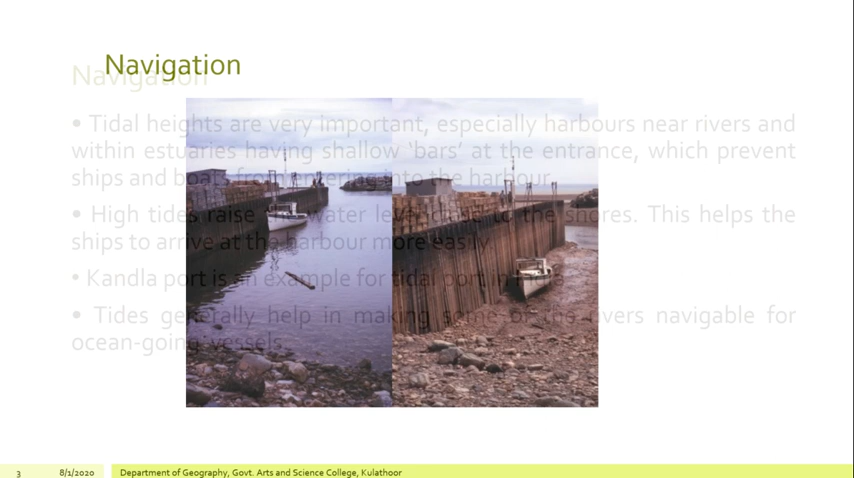 Navigation
Navigation
• Tidal heights are very important, especially harbours near rivers and
within estuaries having shallow ‘bars’ at the entrance, which prevent
ships and boats from entering into the harbour.
• High tides raise the water level close to the shores. This helps the
ships to arrive at the harbour more easily.
• Kandla port is an example for tidal port in
• Tides generally help in making some of the rivers navigable for
ocean-going vessels.
3 8/1/2020 Department of Geography, Govt. Arts and Science College, Kulathoor